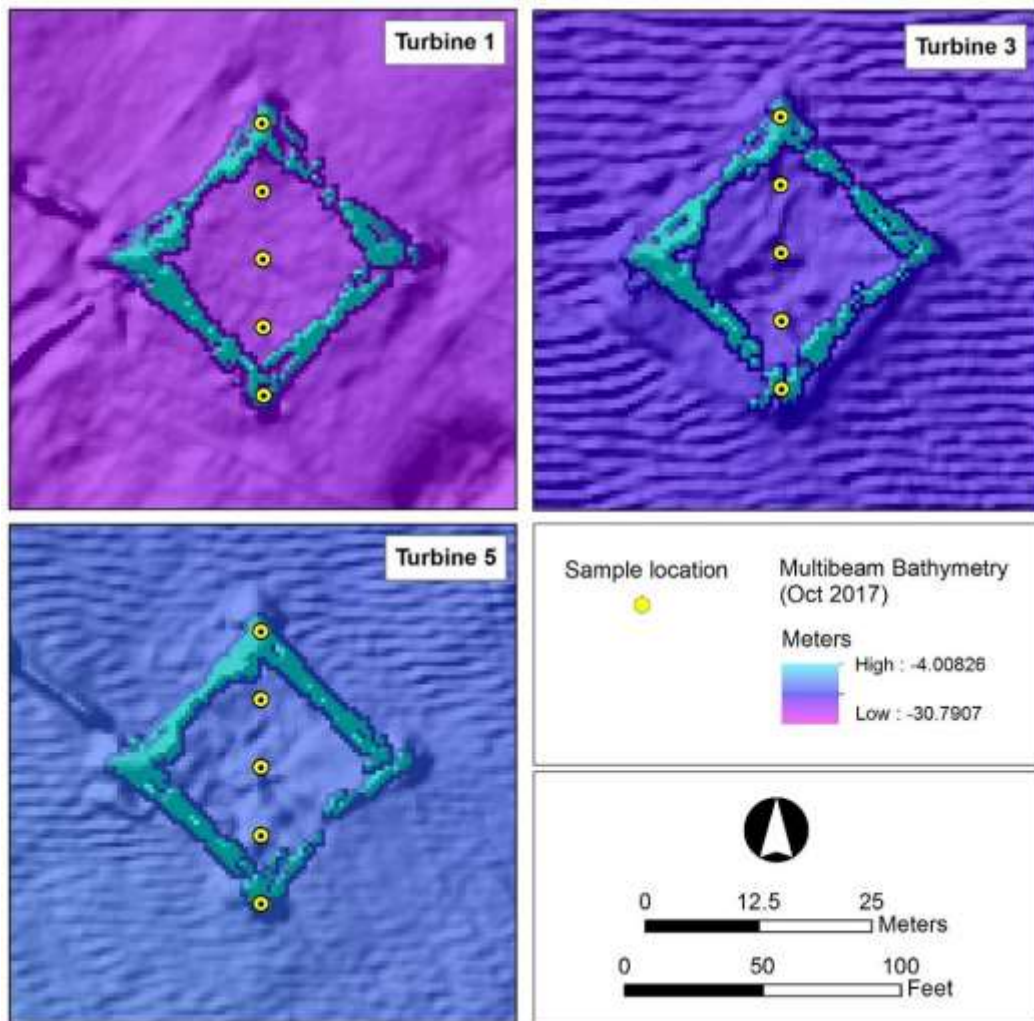 Turbine 1
Turbine 3
Turbine 5
Sample location
Multibeam Bathymetry
(Oct 2017)
Meters
High : -4.00826
Low : -30.7907
0 12.5 25
Meters
0 50 100
Feet